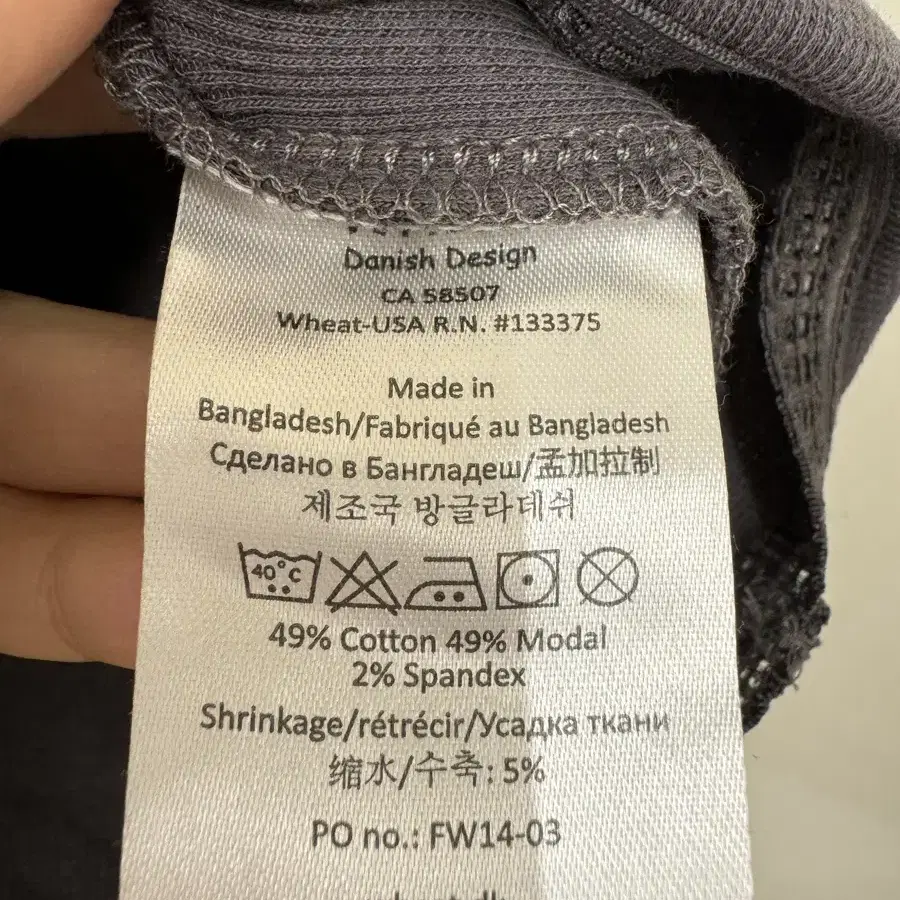 Danish Design
CA 58507
Wheat-USA R.N. #133375
Made in
Bangladesh/Fabriqué au Bangladesh
Сделано в Бангладеш/孟加拉制
제조국 방글라데쉬
40°C
49% Cotton 49% Modal
2% Spandex
Shrinkage/rétrécir/Усадка ткани
缩水/수축: 5%
PO no.: FW14-03